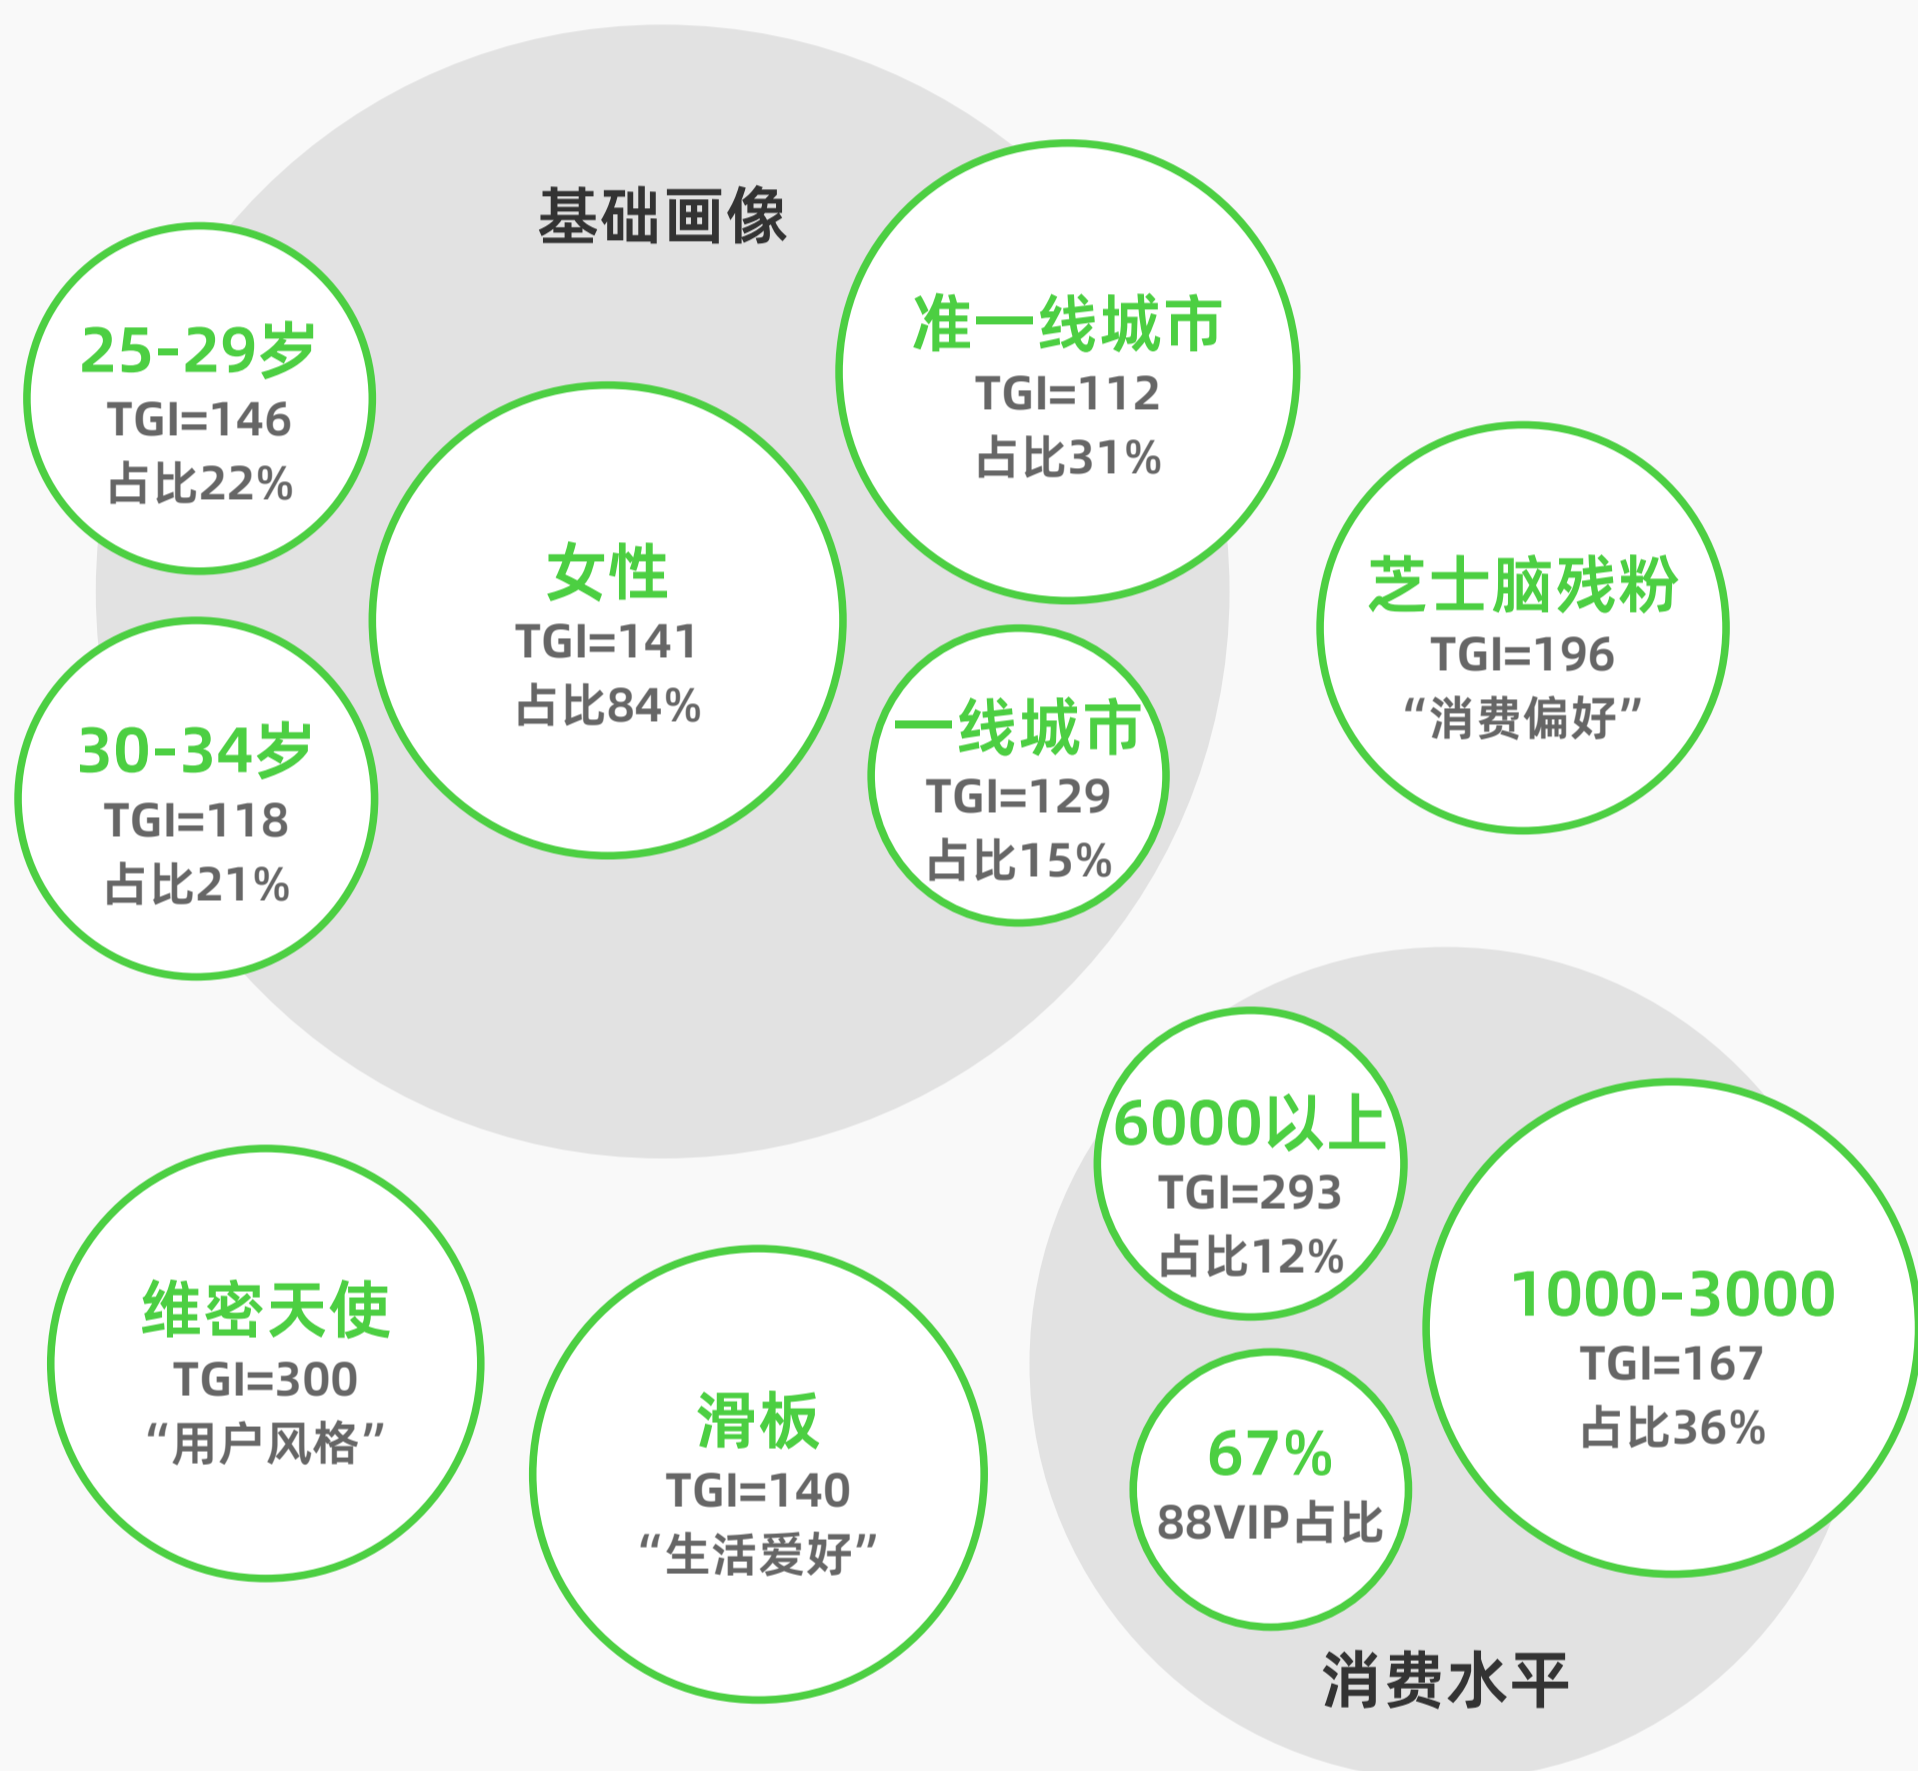 基础画像
25-29岁
TGI=146
占比22%
准一线城市
TGI=112
占比31%
女性
TGI=141
占比84%
芝士脑残粉
TGI=196
“消费偏好”
30-34岁
TGI=118
占比21%
一线城市
TGI=129
占比15%
6000以上
TGI=293
占比12%
1000-3000
TGI=167
占比36%
维密天使
TGI=300
“用户风格”
滑板
TGI=140
“生活爱好”
67%
88VIP占比
消费水平